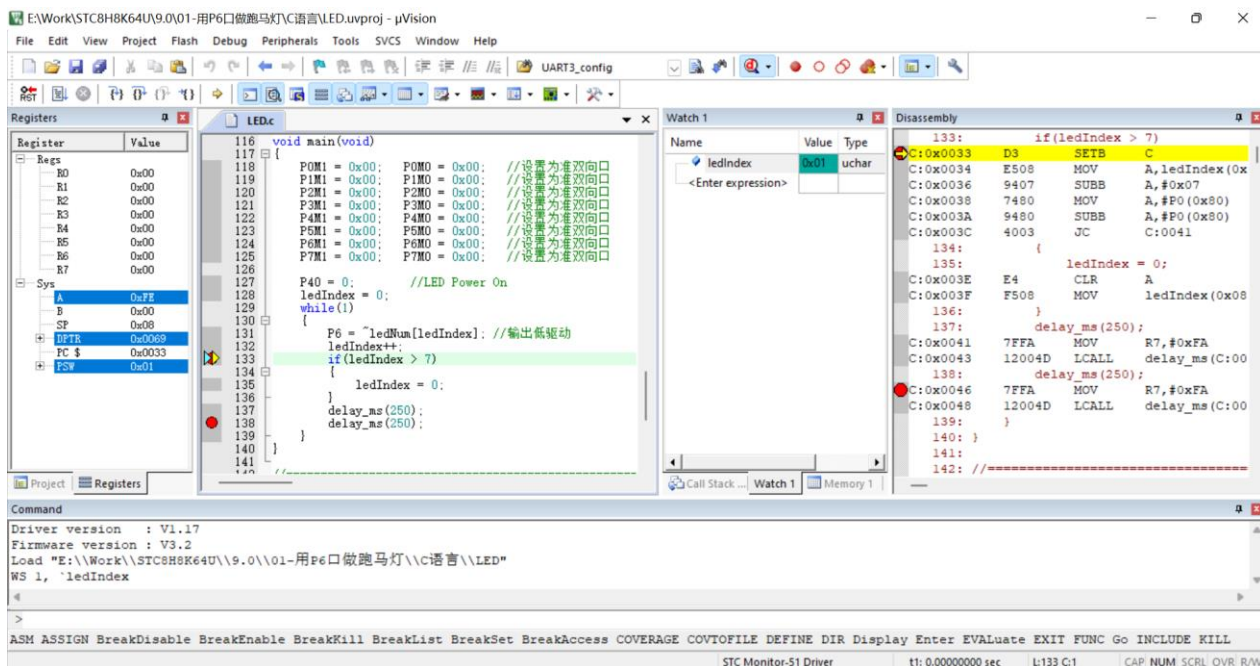 E:\Work\STC8H8K64U\9.0\01-用P6口做跑马灯\C语言\LED.uvproj - µVision
File Edit View Project Flash Debug Peripherals Tools SVCS Window Help
UART3_config
RST
Registers
Register Value
Regs
R0 0x00
R1 0x00
R2 0x00
R3 0x00
R4 0x00
R5 0x00
R6 0x00
R7 0x00
Sys
A 0xFE
B 0x00
SP 0x08
DPTR 0x0069
PC $ 0x0033
PSW 0x01
Project Registers
LED.c
116 void main(void)
117 {
118 P0M1 = 0x00; P0M0 = 0x00; //设置为准双向口
119 P1M1 = 0x00; P1M0 = 0x00; //设置为准双向口
120 P2M1 = 0x00; P2M0 = 0x00; //设置为准双向口
121 P3M1 = 0x00; P3M0 = 0x00; //设置为准双向口
122 P4M1 = 0x00; P4M0 = 0x00; //设置为准双向口
123 P5M1 = 0x00; P5M0 = 0x00; //设置为准双向口
124 P6M1 = 0x00; P6M0 = 0x00; //设置为准双向口
125 P7M1 = 0x00; P7M0 = 0x00; //设置为准双向口
126
127 P40 = 0; //LED Power On
128 ledIndex = 0;
129 while(1)
130 {
131 P6 = ~ledNum[ledIndex]; //输出低驱动
132 ledIndex++;
133 if(ledIndex > 7)
134 {
135 ledIndex = 0;
136 }
137 delay_ms(250);
138 delay_ms(250);
139 }
140 }
141
142 //=====================================
Watch 1
Name Value Type
ledIndex 0x01 uchar
<Enter expression>
Call Stack ... Watch 1 Memory 1
Disassembly
133: if(ledIndex > 7)
C:0x0033 D3 SETB C
C:0x0034 E508 MOV A,ledIndex(0x
C:0x0036 9407 SUBB A,#0x07
C:0x0038 7480 MOV A,#P0(0x80)
C:0x003A 9480 SUBB A,#P0(0x80)
C:0x003C 4003 JC C:0041
134: {
135: ledIndex = 0;
C:0x003E E4 CLR A
C:0x003F F508 MOV ledIndex(0x08
136: }
137: delay_ms(250);
C:0x0041 7FFA MOV R7,#0xFA
C:0x0043 12004D LCALL delay_ms(C:00
138: delay_ms(250);
C:0x0046 7FFA MOV R7,#0xFA
C:0x0048 12004D LCALL delay_ms(C:00
139: }
140: }
141:
142: //==================================
Command
Driver version : V1.17
Firmware version : V3.2
Load "E:\\Work\\STC8H8K64U\\9.0\\01-用P6口做跑马灯\\C语言\\LED"
WS 1, `ledIndex
>
ASM ASSIGN BreakDisable BreakEnable BreakKill BreakList BreakSet BreakAccess COVERAGE COVTOFILE DEFINE DIR Display Enter EVALuate EXIT FUNC Go INCLUDE KILL
STC Monitor-51 Driver t1: 0.00000000 sec L:133 C:1 CAP NUM SCRL OVR R/W